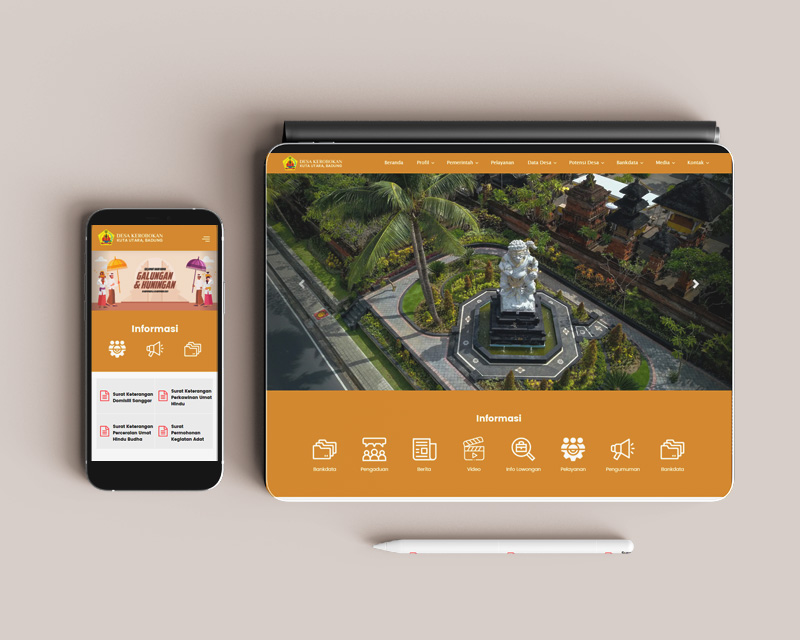 DESA KEROBOKAN
KUTA UTARA, BADUNG
GALUNGAN
& KUNINGAN
Informasi
Surat Keterangan
Domisili Sanggar
Surat Keterangan
Perkawinan Umat
Hindu
Surat Keterangan
Perceraian Umat
Hindu Budha
Surat
Permohonan
Kegiatan Adat
DESA KEROBOKAN
KUTA UTARA, BADUNG
Beranda Profil Pemerintah Pelayanan Data Desa Potensi Desa Bankdata Media Kontak
Informasi
Bankdata Pengaduan Berita Video Info Lowongan Pelayanan Pengumuman Bankdata